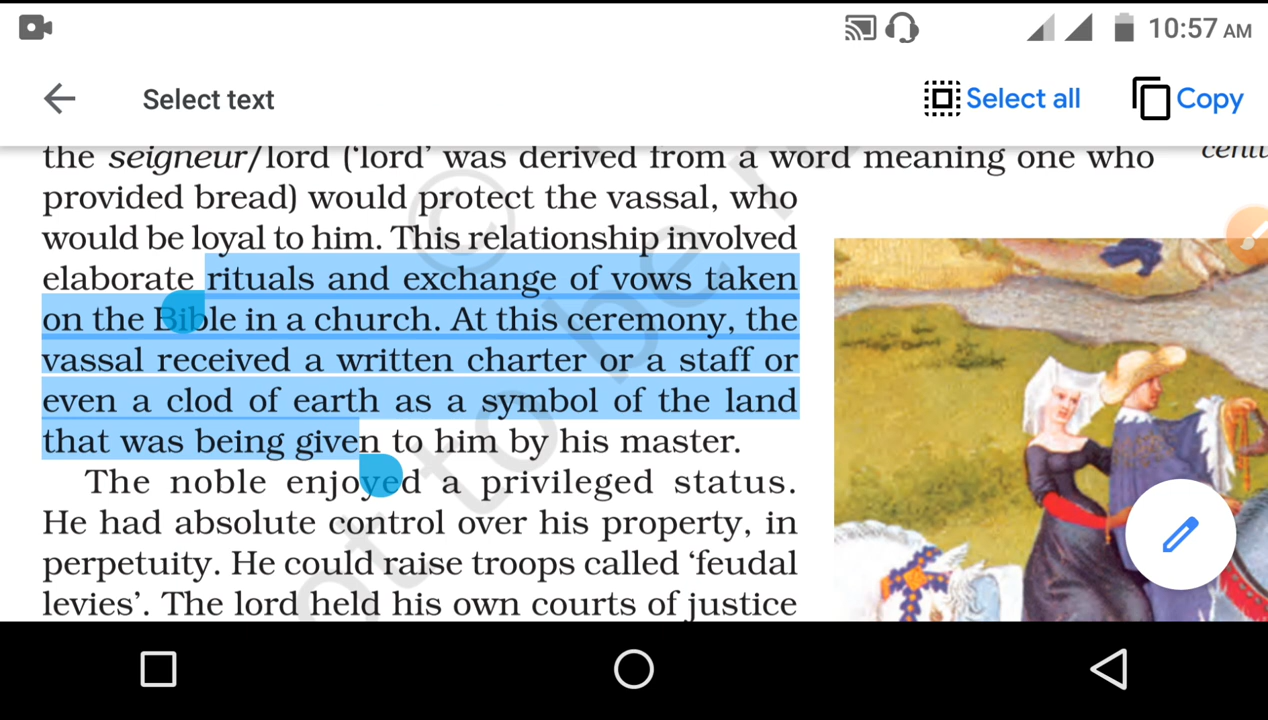 10:57 AM
Select text
Select all
Copy
the seigneur/lord (‘lord’ was derived from a word meaning one who
provided bread) would protect the vassal, who
would be loyal to him. This relationship involved
elaborate rituals and exchange of vows taken
on the Bible in a church. At this ceremony, the
vassal received a written charter or a staff or
even a clod of earth as a symbol of the land
that was being given to him by his master.
The noble enjoyed a privileged status.
He had absolute control over his property, in
perpetuity. He could raise troops called ‘feudal
levies’. The lord held his own courts of justice